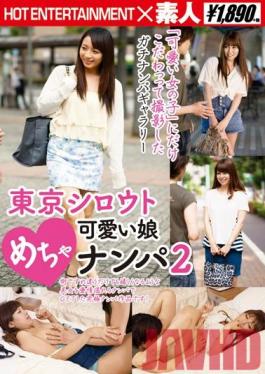 HOT ENTERTAINMENT × 素人 ¥1,890.
「可愛い女の子」にだけ
こだわって撮影した
ガチナンパギャラリー
東京シロウト
可愛い娘
めちゃ
ナンパ2
JAVHD